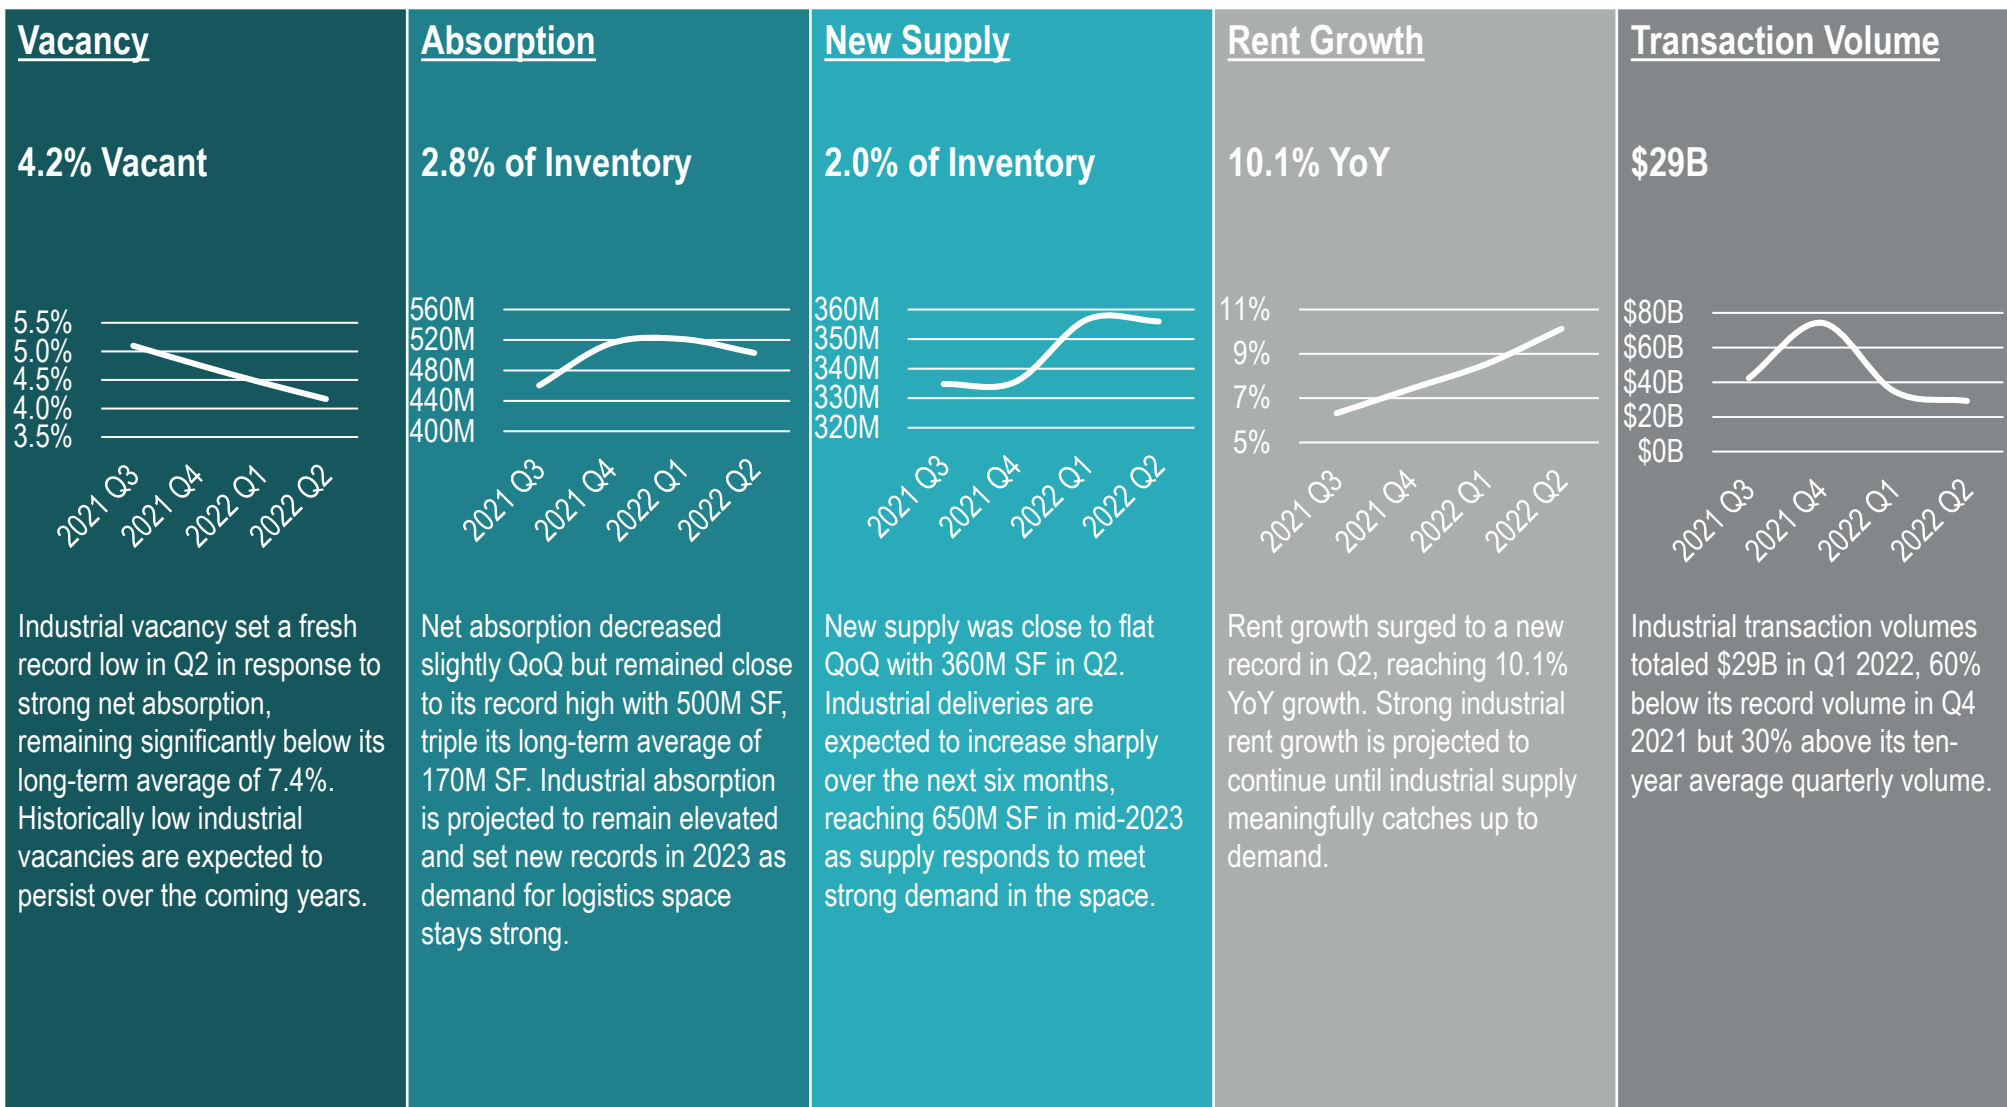 Vacancy
4.2% Vacant
5.5%
5.0%
4.5%
4.0%
3.5%
2021 Q3
2021 Q4
2022 Q1
2022 Q2
Industrial vacancy set a fresh
record low in Q2 in response to
strong net absorption,
remaining significantly below its
long-term average of 7.4%.
Historically low industrial
vacancies are expected to
persist over the coming years.
Absorption
2.8% of Inventory
560M
520M
480M
440M
400M
2021 Q3
2021 Q4
2022 Q1
2022 Q2
Net absorption decreased
slightly QoQ but remained close
to its record high with 500M SF,
triple its long-term average of
170M SF. Industrial absorption
is projected to remain elevated
and set new records in 2023 as
demand for logistics space
stays strong.
New Supply
2.0% of Inventory
360M
350M
340M
330M
320M
2021 Q3
2021 Q4
2022 Q1
2022 Q2
New supply was close to flat
QoQ with 360M SF in Q2.
Industrial deliveries are
expected to increase sharply
over the next six months,
reaching 650M SF in mid-2023
as supply responds to meet
strong demand in the space.
Rent Growth
10.1% YoY
11%
9%
7%
5%
2021 Q3
2021 Q4
2022 Q1
2022 Q2
Rent growth surged to a new
record in Q2, reaching 10.1%
YoY growth. Strong industrial
rent growth is projected to
continue until industrial supply
meaningfully catches up to
demand.
Transaction Volume
$29B
$80B
$60B
$40B
$20B
$0B
2021 Q3
2021 Q4
2022 Q1
2022 Q2
Industrial transaction volumes
totaled $29B in Q1 2022, 60%
below its record volume in Q4
2021 but 30% above its ten-
year average quarterly volume.